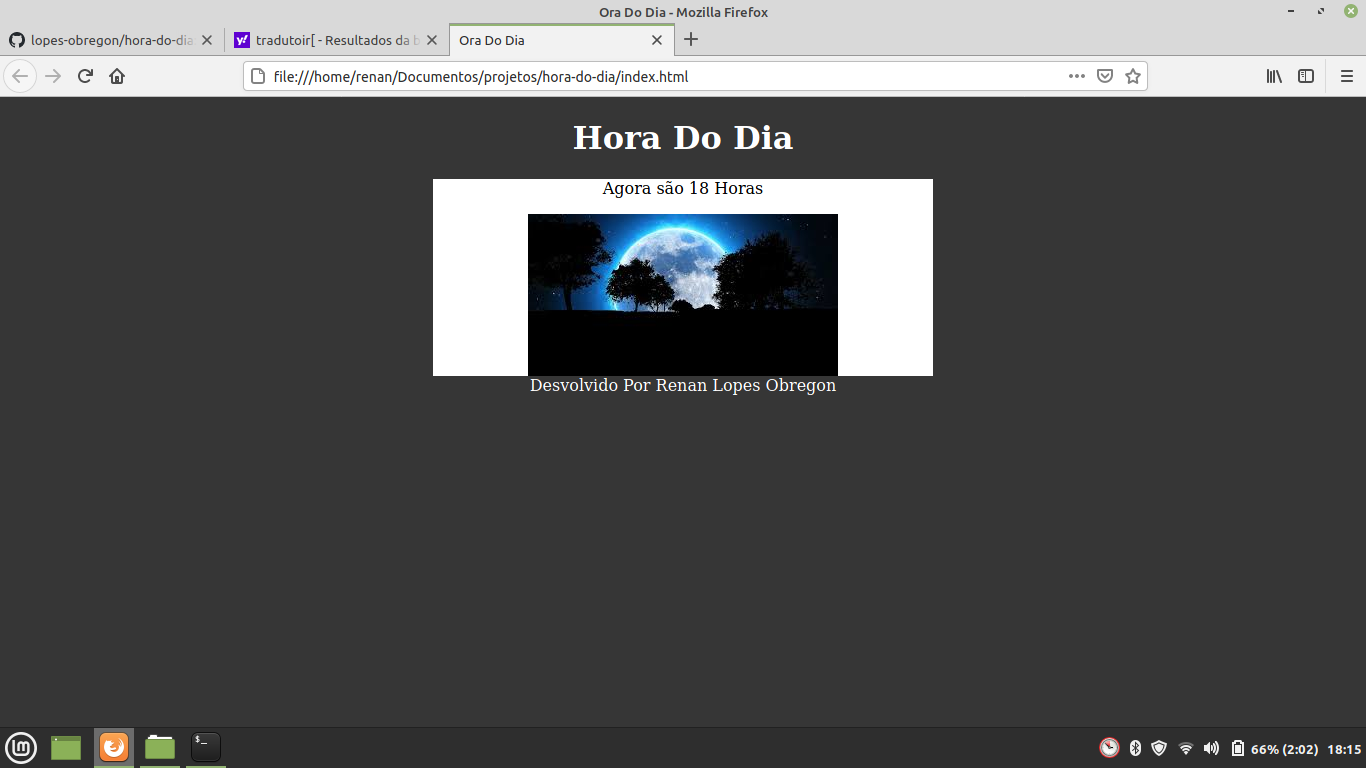 Ora Do Dia - Mozilla Firefox
lopes-obregon/hora-do-dia
tradutoir[ - Resultados da b
Ora Do Dia
file:///home/renan/Documentos/projetos/hora-do-dia/index.html
Hora Do Dia
Agora são 18 Horas
Desvolvido Por Renan Lopes Obregon
66% (2:02) 18:15